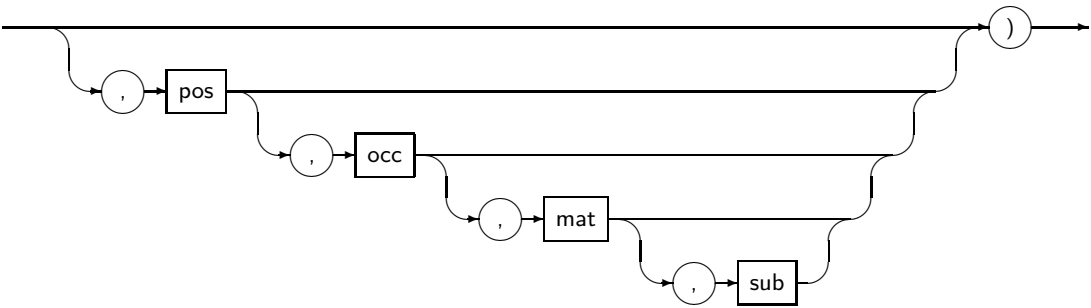 )
, pos
, occ
, mat
, sub